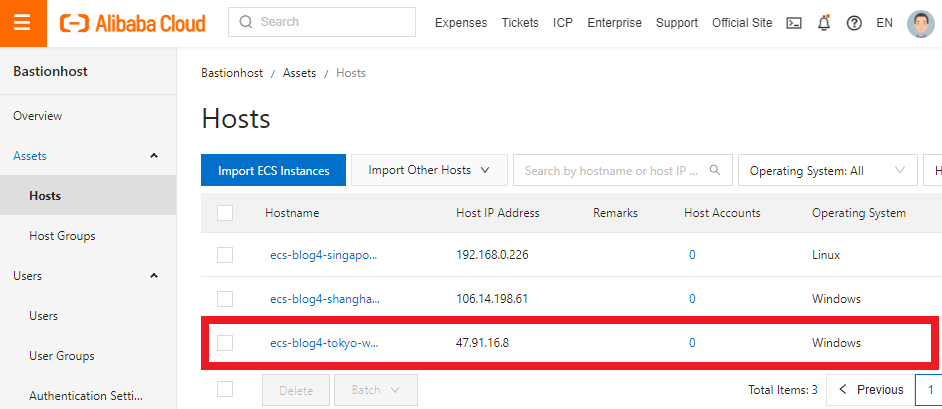 Alibaba Cloud Search Expenses Tickets ICP Enterprise Support Official Site EN
Bastionhost
Overview
Assets
Hosts
Host Groups
Users
Users
User Groups
Authentication Setti...
Bastionhost / Assets / Hosts
Hosts
Import ECS Instances Import Other Hosts Search by hostname or host IP ... Operating System: All H
Hostname Host IP Address Remarks Host Accounts Operating System
ecs-blog4-singapo... 192.168.0.226 0 Linux
ecs-blog4-shangha... 106.14.198.61 0 Windows
ecs-blog4-tokyo-w... 47.91.16.8 0 Windows
Delete Batch Total Items: 3 Previous 1